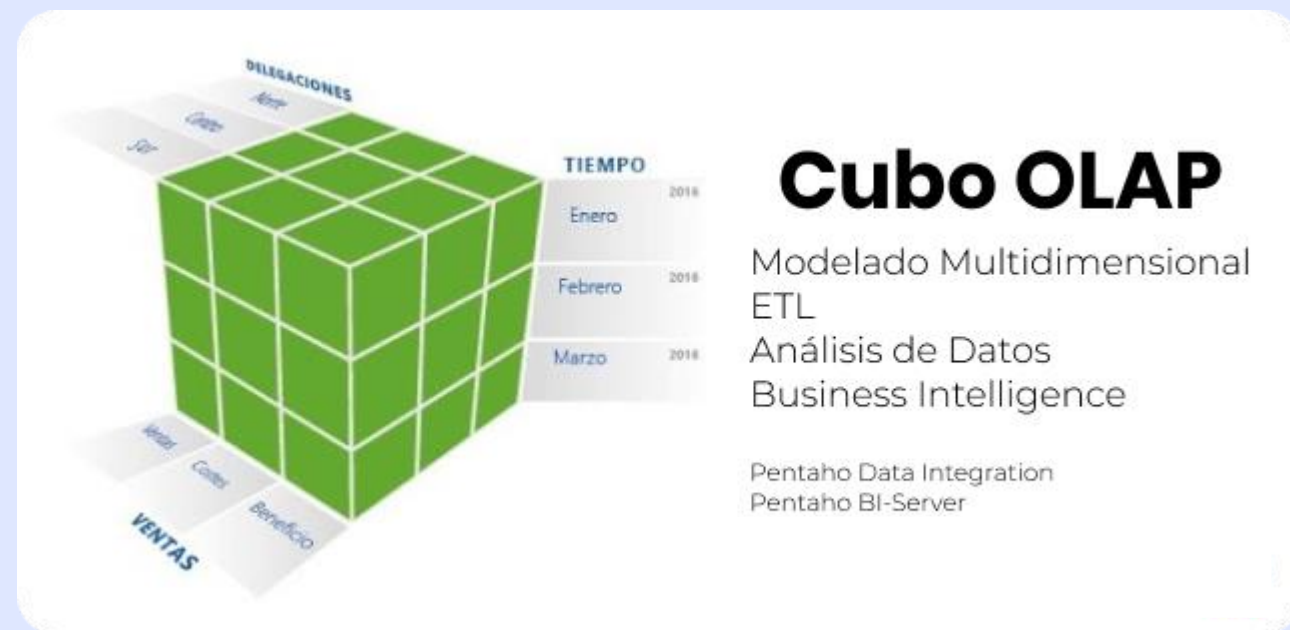 DELEGACIONES
Norte
Centro
Sur
TIEMPO
Enero 2016
Febrero 2016
Marzo 2016
Ventas
Costes
Beneficio
VENTAS
Cubo OLAP
Modelado Multidimensional
ETL
Análisis de Datos
Business Intelligence
Pentaho Data Integration
Pentaho BI-Server